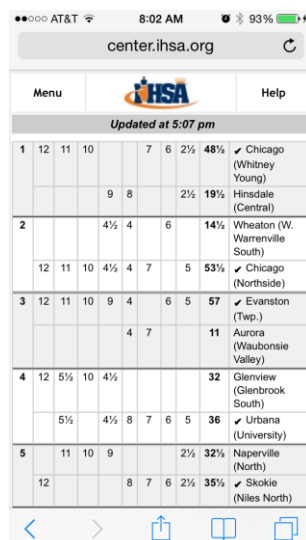 AT&T 8:02 AM 93%
center.ihsa.org
Menu IHSA Help
Updated at 5:07 pm
1 12 11 10 7 6 2½ 48½ ✔ Chicago
(Whitney
Young)
9 8 2½ 19½ Hinsdale
(Central)
2 4½ 4 6 14½ Wheaton (W.
Warrenville
South)
12 11 10 4½ 4 7 5 53½ ✔ Chicago
(Northside)
3 12 11 10 9 4 6 5 57 ✔ Evanston
(Twp.)
4 7 11 Aurora
(Waubonsie
Valley)
4 12 5½ 10 4½ 32 Glenview
(Glenbrook
South)
5½ 4½ 8 7 6 5 36 ✔ Urbana
(University)
5 11 10 9 2½ 32½ Naperville
(North)
12 8 7 6 2½ 35½ ✔ Skokie
(Niles North)